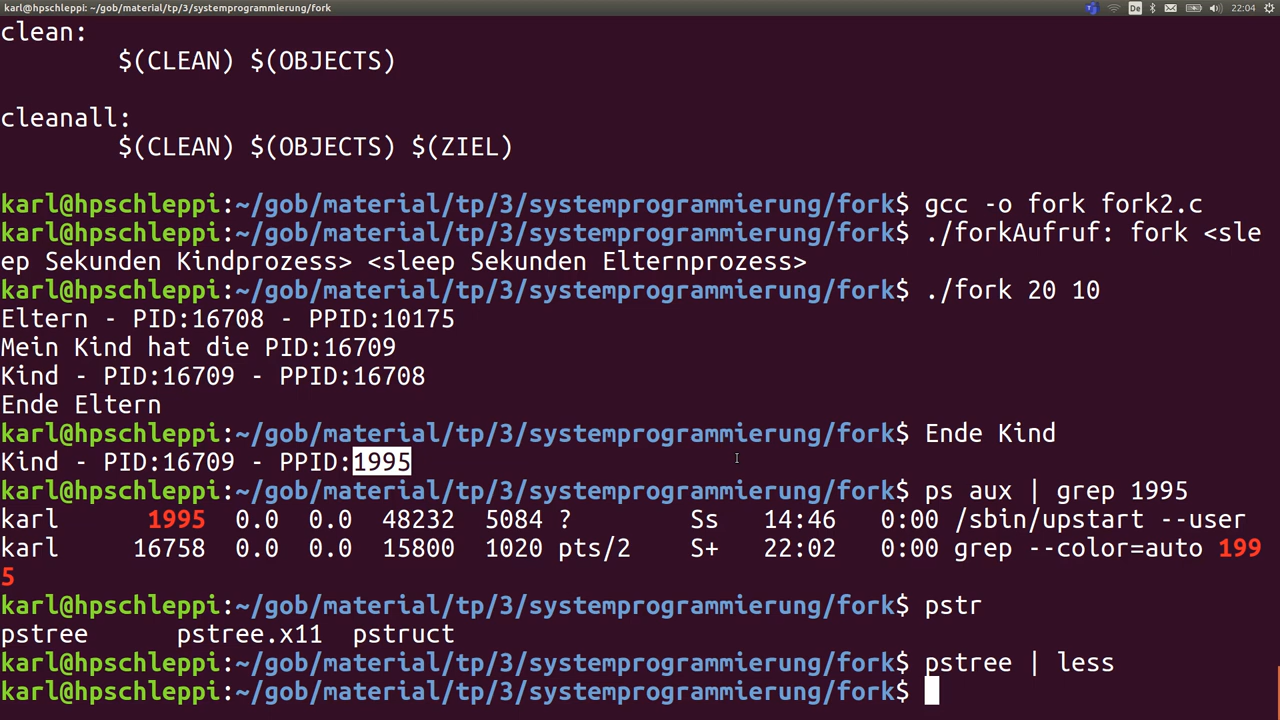 karl@hpschleppi: ~/gob/material/tp/3/systemprogrammierung/fork
De
22:04
clean:
$(CLEAN) $(OBJECTS)
cleanall:
$(CLEAN) $(OBJECTS) $(ZIEL)
karl@hpschleppi:~/gob/material/tp/3/systemprogrammierung/fork$ gcc -o fork fork2.c
karl@hpschleppi:~/gob/material/tp/3/systemprogrammierung/fork$ ./forkAufruf: fork <sle
ep Sekunden Kindprozess> <sleep Sekunden Elternprozess>
karl@hpschleppi:~/gob/material/tp/3/systemprogrammierung/fork$ ./fork 20 10
Eltern - PID:16708 - PPID:10175
Mein Kind hat die PID:16709
Kind - PID:16709 - PPID:16708
Ende Eltern
karl@hpschleppi:~/gob/material/tp/3/systemprogrammierung/fork$ Ende Kind
Kind - PID:16709 - PPID:1995
karl@hpschleppi:~/gob/material/tp/3/systemprogrammierung/fork$ ps aux | grep 1995
karl 1995 0.0 0.0 48232 5084 ? Ss 14:46 0:00 /sbin/upstart --user
karl 16758 0.0 0.0 15800 1020 pts/2 S+ 22:02 0:00 grep --color=auto 199
5
karl@hpschleppi:~/gob/material/tp/3/systemprogrammierung/fork$ pstr
pstree pstree.x11 pstruct
karl@hpschleppi:~/gob/material/tp/3/systemprogrammierung/fork$ pstree | less
karl@hpschleppi:~/gob/material/tp/3/systemprogrammierung/fork$